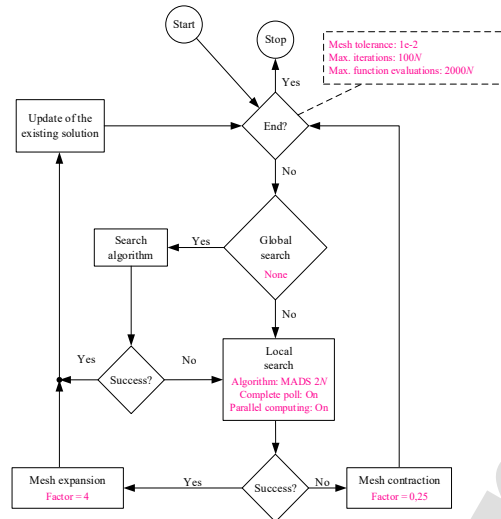 Start
Stop
Mesh tolerance: 1e-2
Max. iterations: 100N
Max. function evaluations: 2000N
Yes
Update of the
existing solution
End?
No
Search
algorithm
Yes
Global
search
None
No
Yes
Success?
No
Local
search
Algorithm: MADS 2N
Complete poll: On
Parallel computing: On
Mesh expansion
Factor = 4
Yes
Success?
No
Mesh contraction
Factor = 0,25